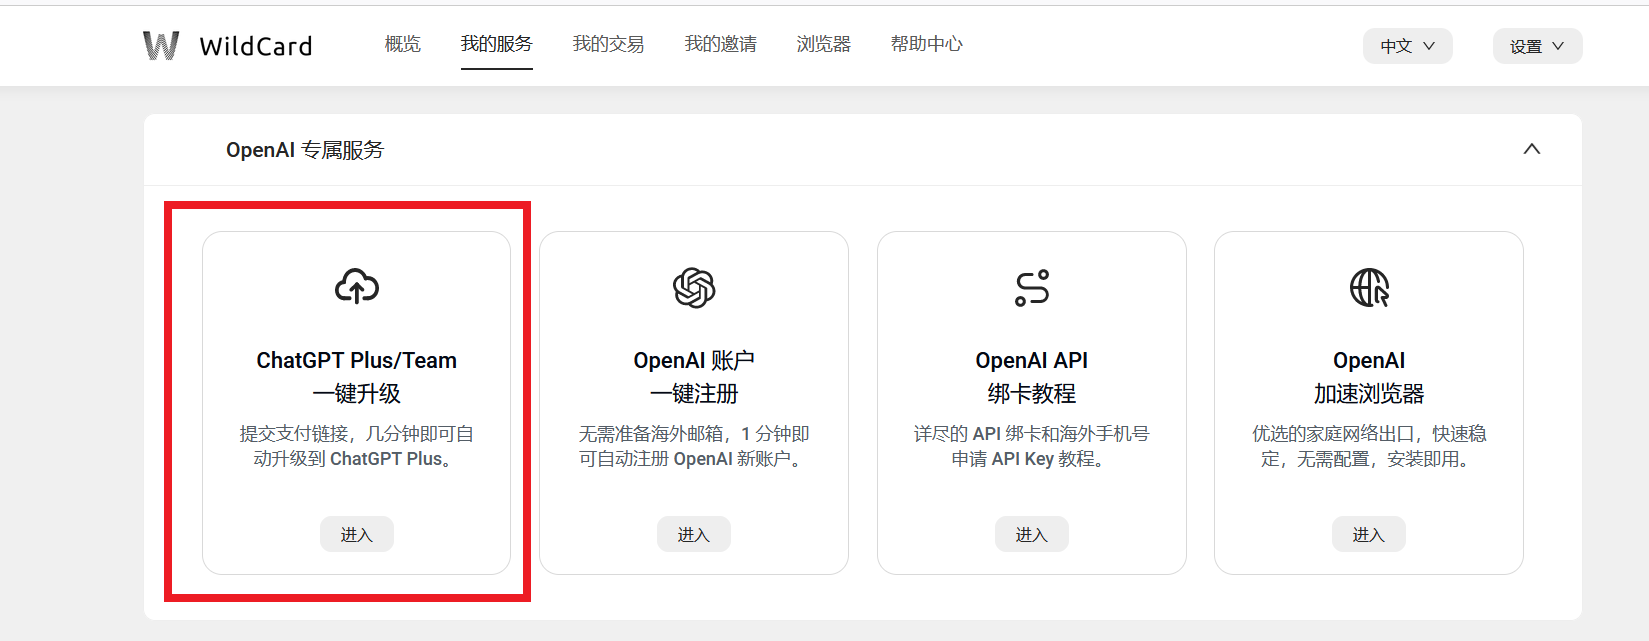 WildCard 概览 我的服务 我的交易 我的邀请 浏览器 帮助中心 中文 设置
OpenAI 专属服务
ChatGPT Plus/Team
一键升级
提交支付链接，几分钟即可自
动升级到 ChatGPT Plus。
进入
OpenAI 账户
一键注册
无需准备海外邮箱，1 分钟即
可自动注册 OpenAI 新账户。
进入
OpenAI API
绑卡教程
详尽的 API 绑卡和海外手机号
申请 API Key 教程。
进入
OpenAI
加速浏览器
优选的家庭网络出口，快速稳
定，无需配置，安装即用。
进入